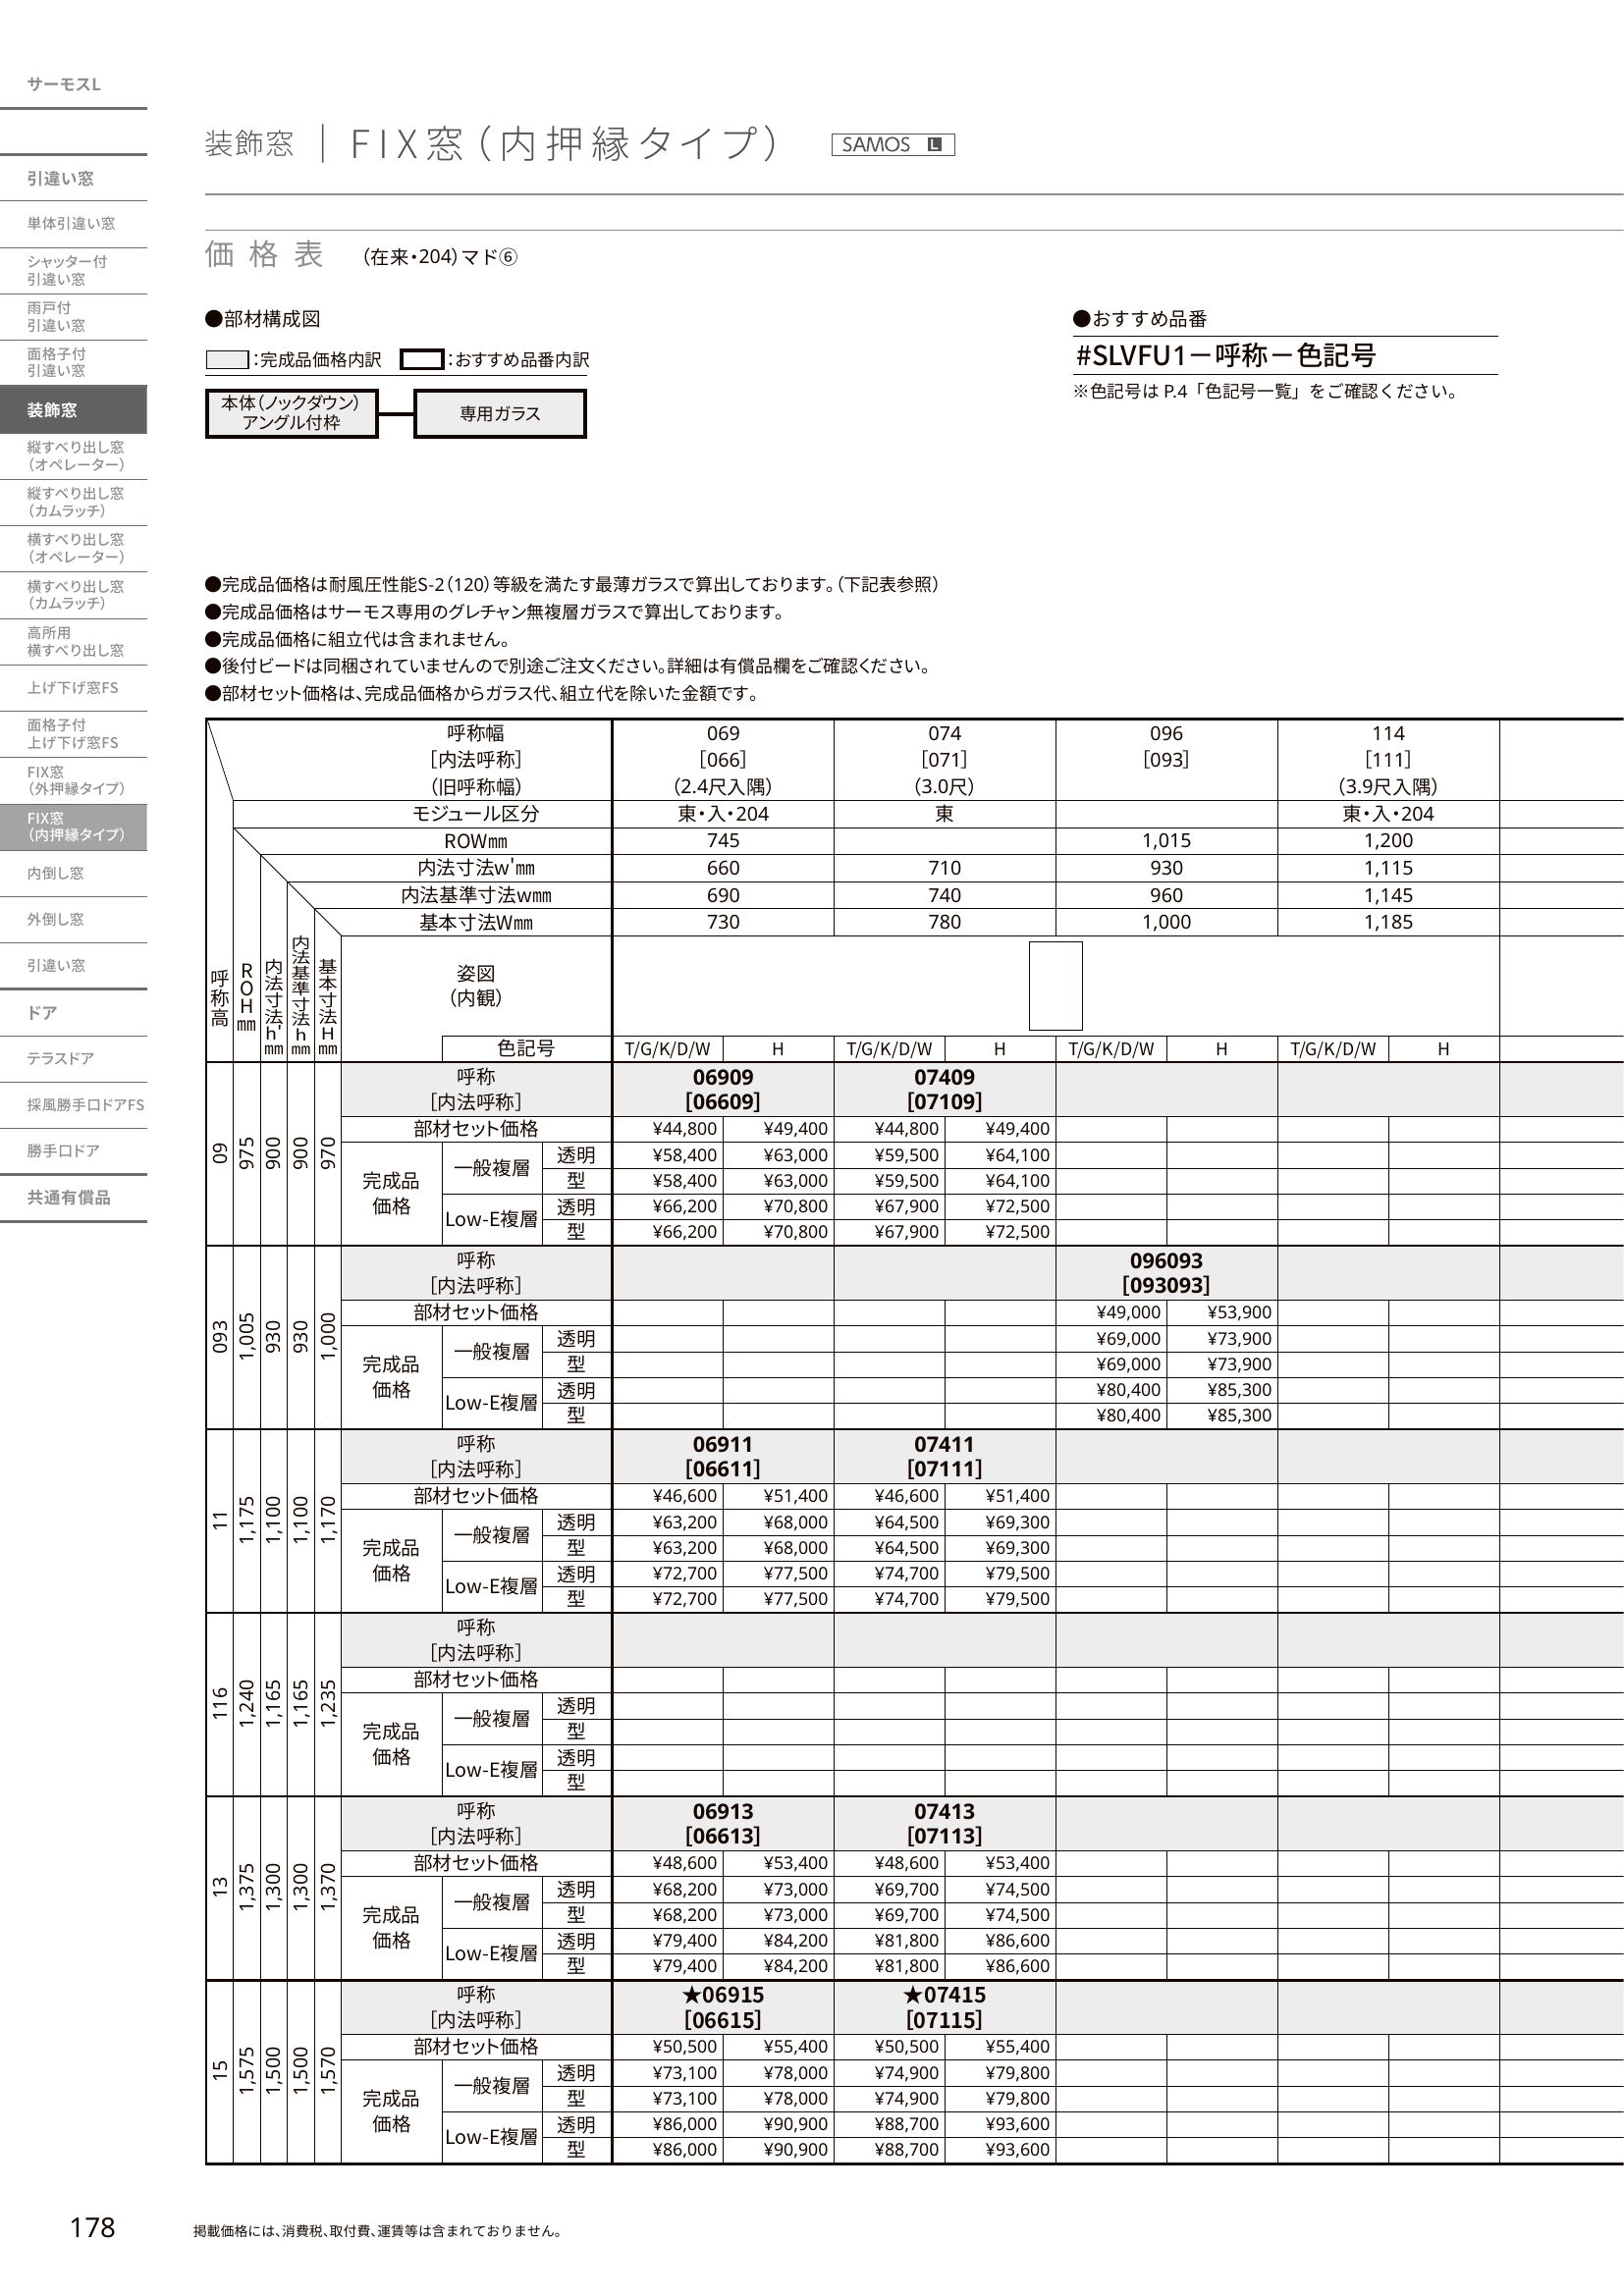 サーモスL
引違い窓
単体引違い窓
シャッター付
引違い窓
雨戸付
引違い窓
面格子付
引違い窓
装飾窓
縦すべり出し窓
（オペレーター）
縦すべり出し窓
（カムラッチ）
横すべり出し窓
（オペレーター）
横すべり出し窓
（カムラッチ）
高所用
横すべり出し窓
上げ下げ窓FS
面格子付
上げ下げ窓FS
FIX窓
（外押縁タイプ）
FIX窓
（内押縁タイプ）
内倒し窓
外倒し窓
引違い窓
ドア
テラスドア
採風勝手口ドアFS
勝手口ドア
共通有償品
装飾窓 FIX窓（内押縁タイプ） SAMOS L
価格表 （在来・204）マド⑥
●部材構成図
：完成品価格内訳 ：おすすめ品番内訳
本体（ノックダウン）
アングル付枠
専用ガラス
●おすすめ品番
#SLVFU1－呼称－色記号
※色記号は P.4「色記号一覧」をご確認ください。
●完成品価格は耐風圧性能S-2（120）等級を満たす最薄ガラスで算出しております。（下記表参照）
●完成品価格はサーモス専用のグレチャン無複層ガラスで算出しております。
●完成品価格に組立代は含まれません。
●後付ビードは同梱されていませんので別途ご注文ください。詳細は有償品欄をご確認ください。
●部材セット価格は、完成品価格からガラス代、組立代を除いた金額です。
呼称幅 069 074 096 114
［内法呼称］ ［066］ ［071］ ［093］ ［111］
（旧呼称幅） （2.4尺入隅） （3.0尺） （3.9尺入隅）
モジュール区分 東・入・204 東 東・入・204
ROW㎜ 745 1,015 1,200
内法寸法w'㎜ 660 710 930 1,115
内法基準寸法w㎜ 690 740 960 1,145
基本寸法W㎜ 730 780 1,000 1,185
呼称高 ROH㎜ 内法寸法h'㎜ 内法基準寸法h㎜ 基本寸法H㎜
姿図
（内観）
色記号 T/G/K/D/W H T/G/K/D/W H T/G/K/D/W H T/G/K/D/W H
09 975 900 900 970
呼称 06909 07409
［内法呼称］ [06609] [07109]
部材セット価格 ¥44,800 ¥49,400 ¥44,800 ¥49,400
完成品価格 一般複層 透明 ¥58,400 ¥63,000 ¥59,500 ¥64,100
型 ¥58,400 ¥63,000 ¥59,500 ¥64,100
Low-E複層 透明 ¥66,200 ¥70,800 ¥67,900 ¥72,500
型 ¥66,200 ¥70,800 ¥67,900 ¥72,500
093 1,005 930 930 1,000
呼称 096093
［内法呼称］ [093093]
部材セット価格 ¥49,000 ¥53,900
完成品価格 一般複層 透明 ¥69,000 ¥73,900
型 ¥69,000 ¥73,900
Low-E複層 透明 ¥80,400 ¥85,300
型 ¥80,400 ¥85,300
11 1,175 1,100 1,100 1,170
呼称 06911 07411
［内法呼称］ [06611] [07111]
部材セット価格 ¥46,600 ¥51,400 ¥46,600 ¥51,400
完成品価格 一般複層 透明 ¥63,200 ¥68,000 ¥64,500 ¥69,300
型 ¥63,200 ¥68,000 ¥64,500 ¥69,300
Low-E複層 透明 ¥72,700 ¥77,500 ¥74,700 ¥79,500
型 ¥72,700 ¥77,500 ¥74,700 ¥79,500
116 1,240 1,165 1,165 1,235
呼称
［内法呼称］
部材セット価格
完成品価格 一般複層 透明
型
Low-E複層 透明
型
13 1,375 1,300 1,300 1,370
呼称 06913 07413
［内法呼称］ [06613] [07113]
部材セット価格 ¥48,600 ¥53,400 ¥48,600 ¥53,400
完成品価格 一般複層 透明 ¥68,200 ¥73,000 ¥69,700 ¥74,500
型 ¥68,200 ¥73,000 ¥69,700 ¥74,500
Low-E複層 透明 ¥79,400 ¥84,200 ¥81,800 ¥86,600
型 ¥79,400 ¥84,200 ¥81,800 ¥86,600
15 1,575 1,500 1,500 1,570
呼称 ★06915 ★07415
［内法呼称］ [06615] [07115]
部材セット価格 ¥50,500 ¥55,400 ¥50,500 ¥55,400
完成品価格 一般複層 透明 ¥73,100 ¥78,000 ¥74,900 ¥79,800
型 ¥73,100 ¥78,000 ¥74,900 ¥79,800
Low-E複層 透明 ¥86,000 ¥90,900 ¥88,700 ¥93,600
型 ¥86,000 ¥90,900 ¥88,700 ¥93,600
178 掲載価格には、消費税、取付費、運賃等は含まれておりません。